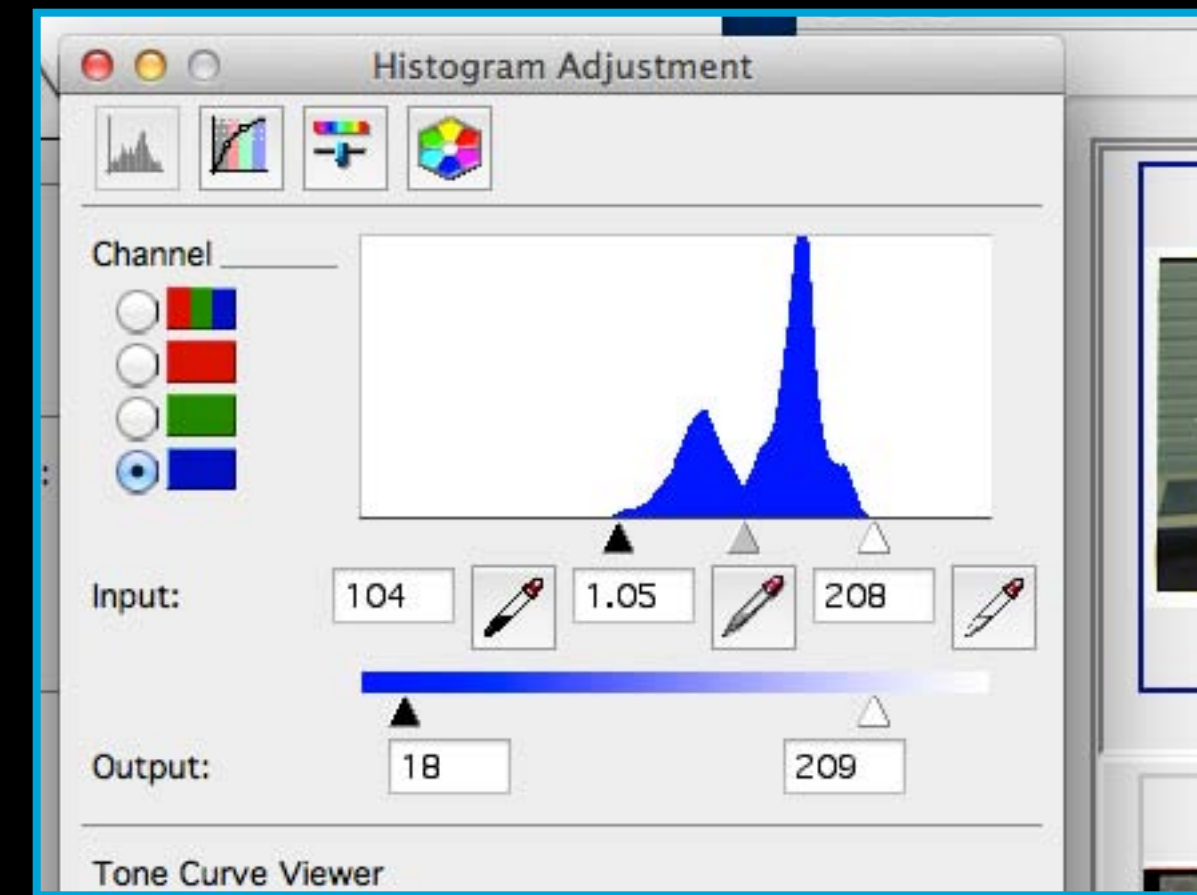 Histogram Adjustment
Channel
Input:
104
1.05
208
Output:
18
209
Tone Curve Viewer